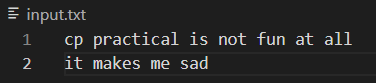 input.txt
1 cp practical is not fun at all
2 it makes me sad